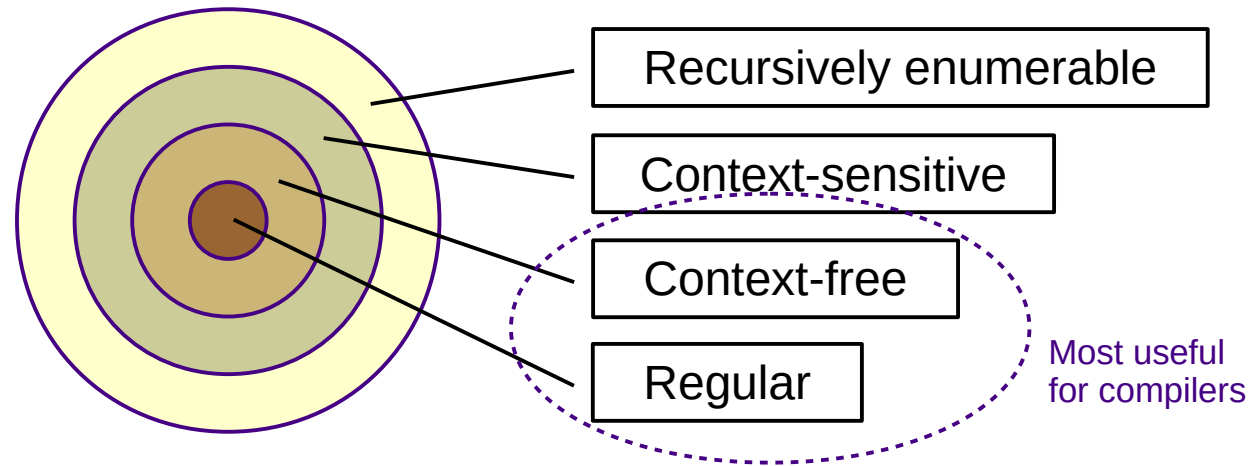 Recursively enumerable
Context-sensitive
Context-free
Regular
Most useful
for compilers